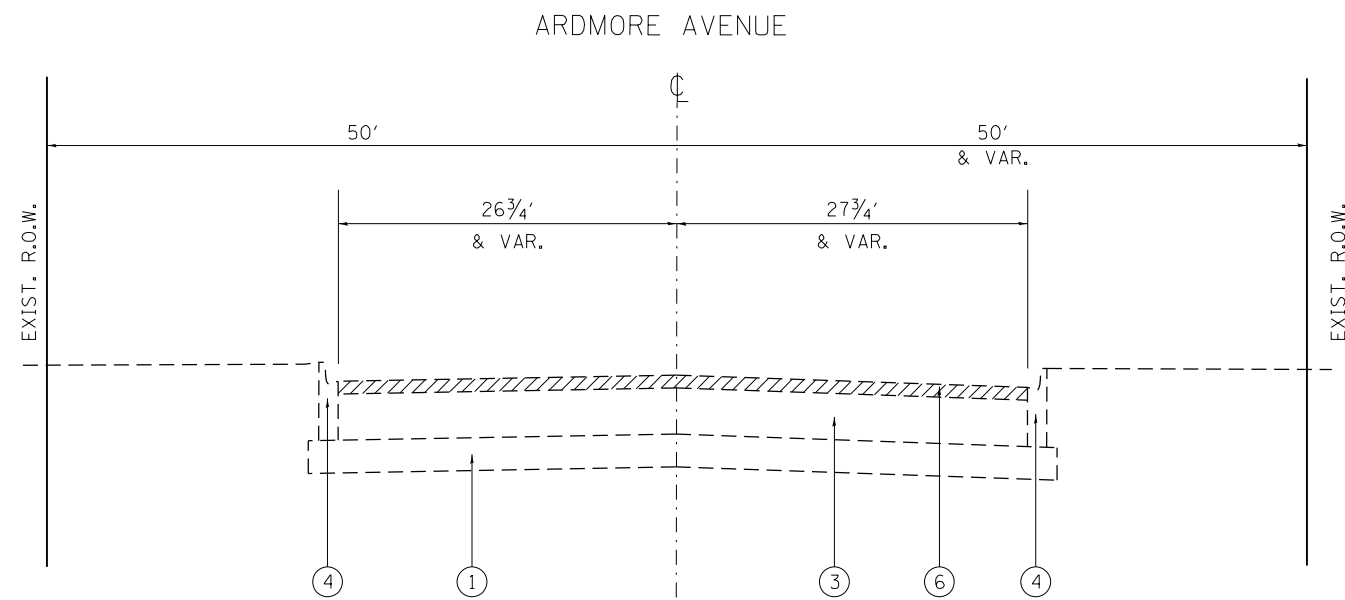 ARDMORE AVENUE
℄
50' 50'
& VAR.
26¾' 27¾'
& VAR. & VAR.
EXIST. R.O.W.
EXIST. R.O.W.
4 1 3 6 4